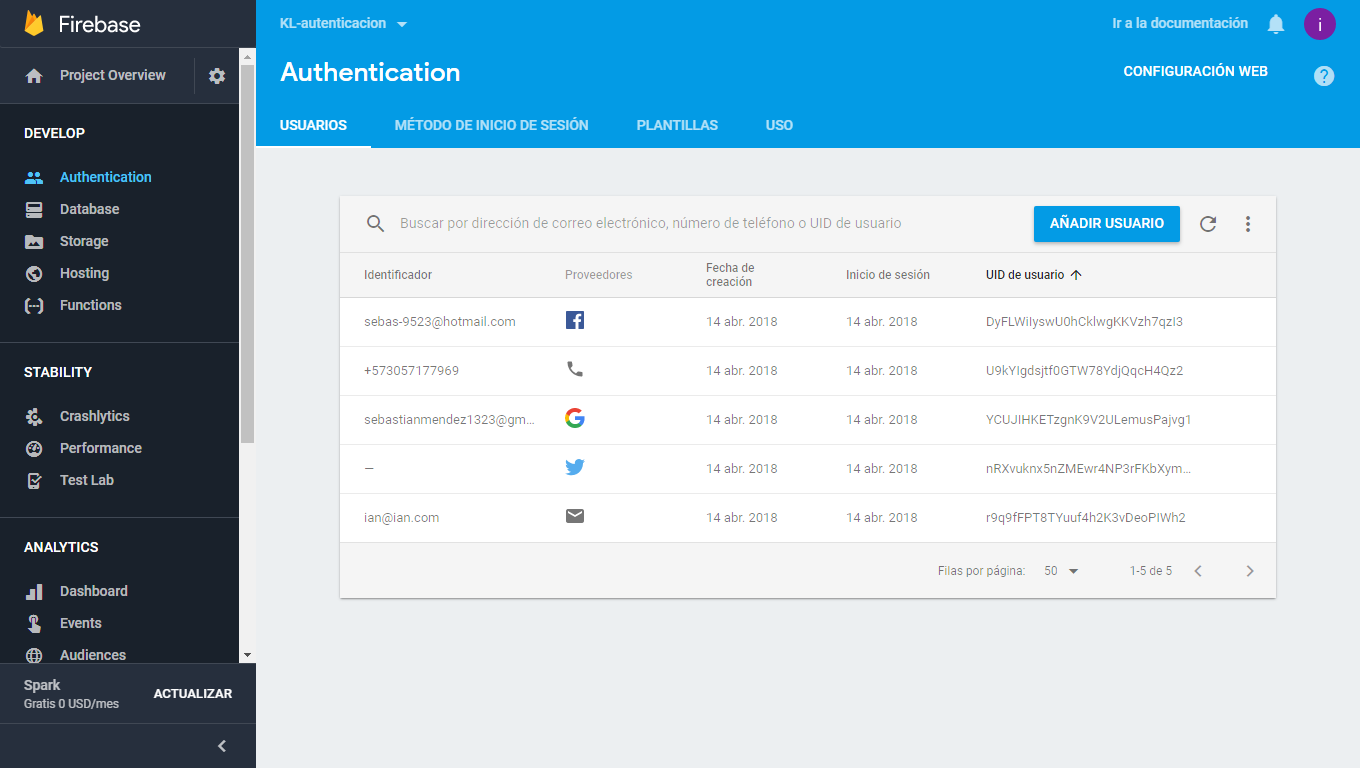 Firebase
Project Overview
DEVELOP
Authentication
Database
Storage
Hosting
Functions
STABILITY
Crashlytics
Performance
Test Lab
ANALYTICS
Dashboard
Events
Audiences
Spark
Gratis 0 USD/mes
ACTUALIZAR
KL-autenticacion
Ir a la documentación
i
Authentication
CONFIGURACIÓN WEB
USUARIOS MÉTODO DE INICIO DE SESIÓN PLANTILLAS USO
Buscar por dirección de correo electrónico, número de teléfono o UID de usuario
AÑADIR USUARIO
Identificador Proveedores Fecha de creación Inicio de sesión UID de usuario
sebas-9523@hotmail.com 14 abr. 2018 14 abr. 2018 DyFLWiIyswU0hCklwgKKVzh7qzI3
+573057177969 14 abr. 2018 14 abr. 2018 U9kYIgdsjtf0GTW78YdjQqcH4Qz2
sebastianmendez1323@gm... 14 abr. 2018 14 abr. 2018 YCUJIHKETzgnK9V2ULemusPajvg1
— 14 abr. 2018 14 abr. 2018 nRXvuknx5nZMEwr4NP3rFKbXym...
ian@ian.com 14 abr. 2018 14 abr. 2018 r9q9fFPT8TYuuf4h2K3vDeoPIWh2
Filas por página: 50 1-5 de 5